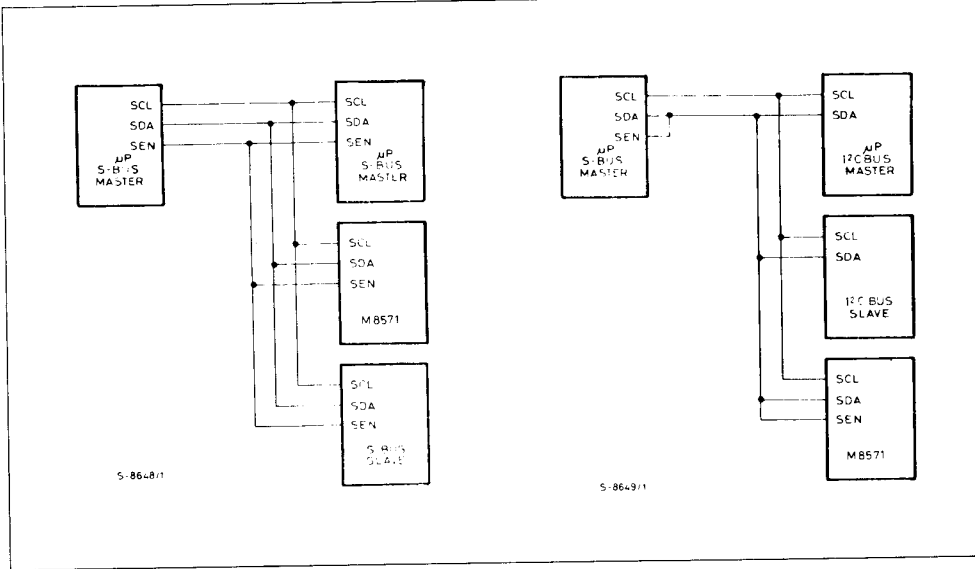 SCL
SDA
SEN
µP
S-BUS
MASTER
SCL
SDA
SEN
µP
S-BUS
MASTER
SCL
SDA
SEN
M8571
SCL
SDA
SEN
S-BUS
SLAVE
S-8648/1
SCL
SDA
SEN
µP
S-BUS
MASTER
SCL
SDA
µP
I²C BUS
MASTER
SCL
SDA
I²C BUS
SLAVE
SCL
SDA
SEN
M8571
S-8649/1